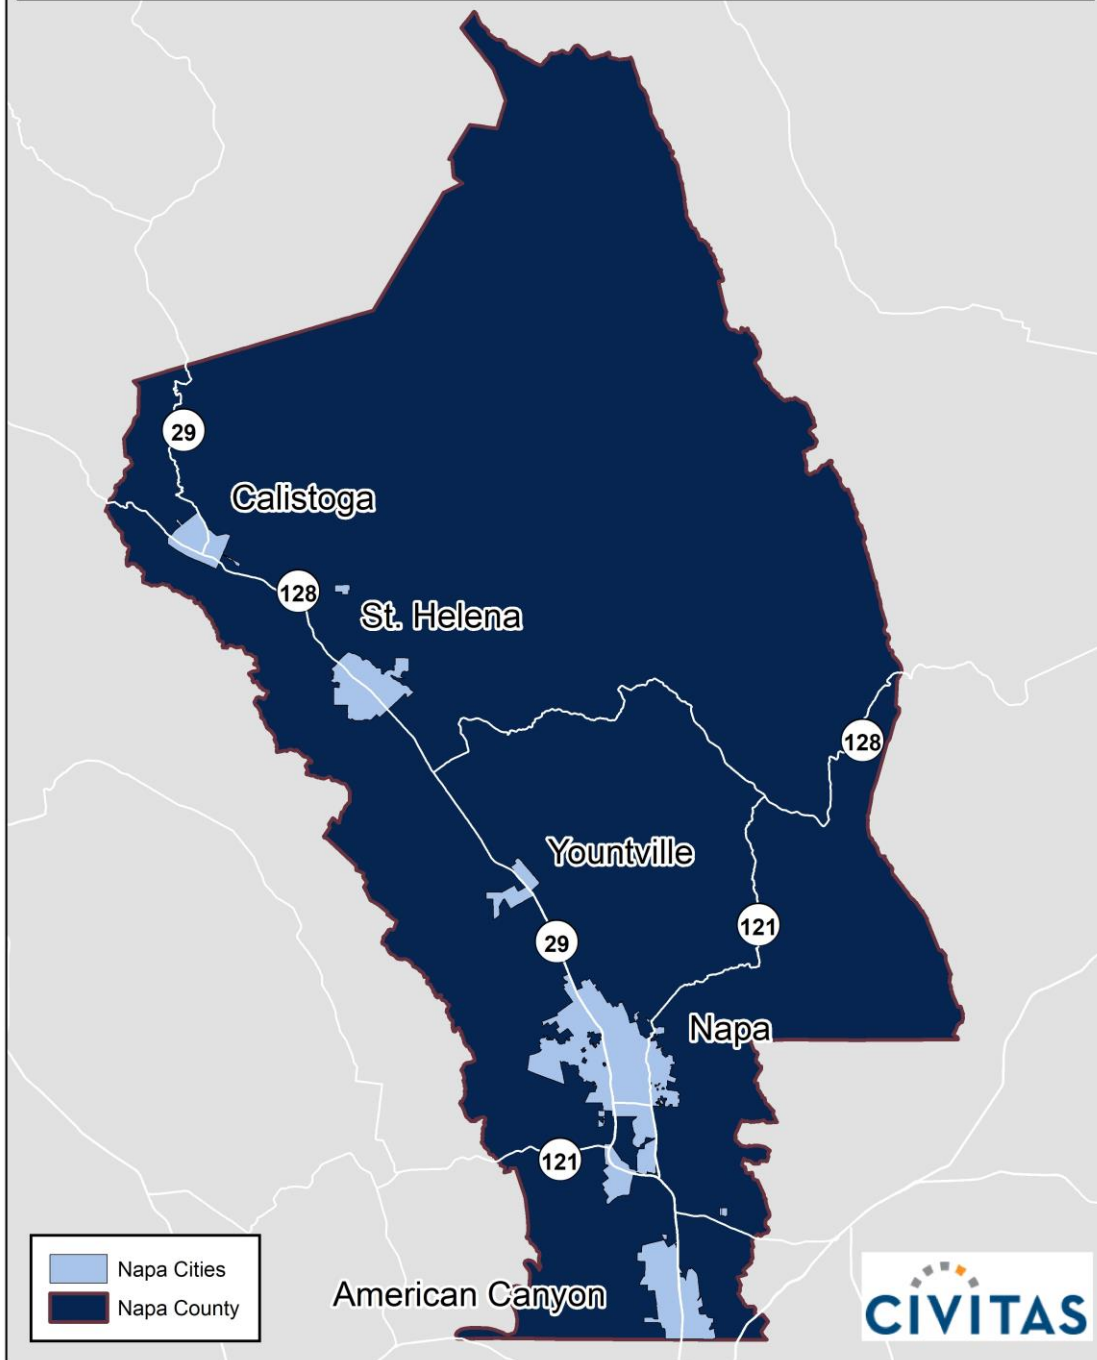 29
Calistoga
128
St. Helena
128
Yountville
121
29
Napa
121
Napa Cities
Napa County
American Canyon
CIVITAS